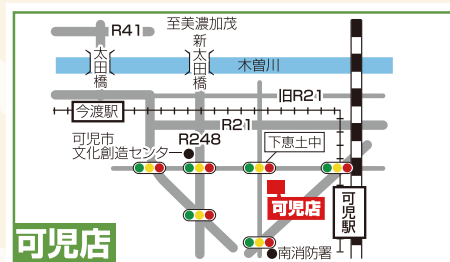 R41
至美濃加茂
太田橋
新太田橋
木曽川
旧R21
今渡駅
R21
可児市
文化創造センター
R248
下恵土中
可児店
可児駅
南消防署
可児店